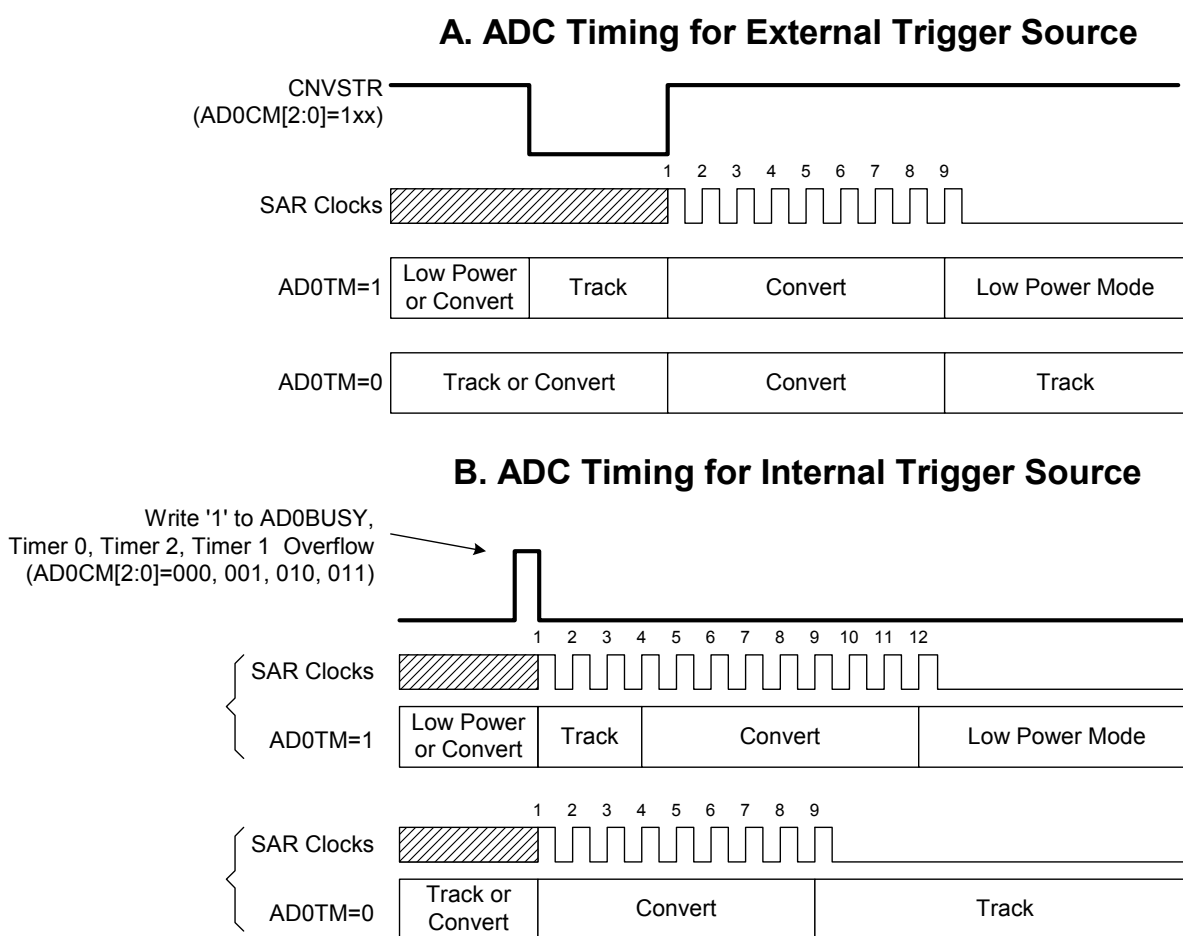 A. ADC Timing for External Trigger Source
CNVSTR
(AD0CM[2:0]=1xx)
1 2 3 4 5 6 7 8 9
SAR Clocks
AD0TM=1
Low Power
or Convert
Track
Convert
Low Power Mode
AD0TM=0
Track or Convert
Convert
Track
B. ADC Timing for Internal Trigger Source
Write '1' to AD0BUSY,
Timer 0, Timer 2, Timer 1 Overflow
(AD0CM[2:0]=000, 001, 010, 011)
1 2 3 4 5 6 7 8 9 10 11 12
SAR Clocks
AD0TM=1
Low Power
or Convert
Track
Convert
Low Power Mode
1 2 3 4 5 6 7 8 9
SAR Clocks
AD0TM=0
Track or
Convert
Convert
Track